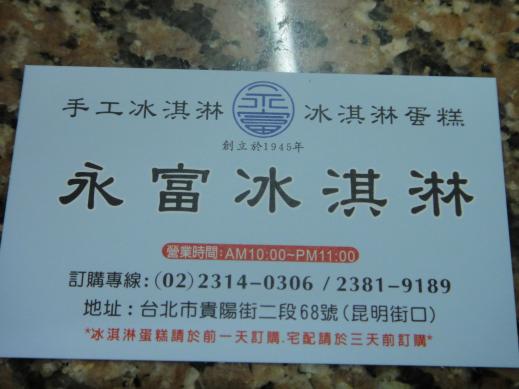 手工冰淇淋 永富 冰淇淋蛋糕
創立於1945年
永富冰淇淋
營業時間:AM10:00~PM11:00
訂購專線:(02)2314-0306 / 2381-9189
地址:台北市貴陽街二段68號(昆明街口)
*冰淇淋蛋糕請於前一天訂購.宅配請於三天前訂購*